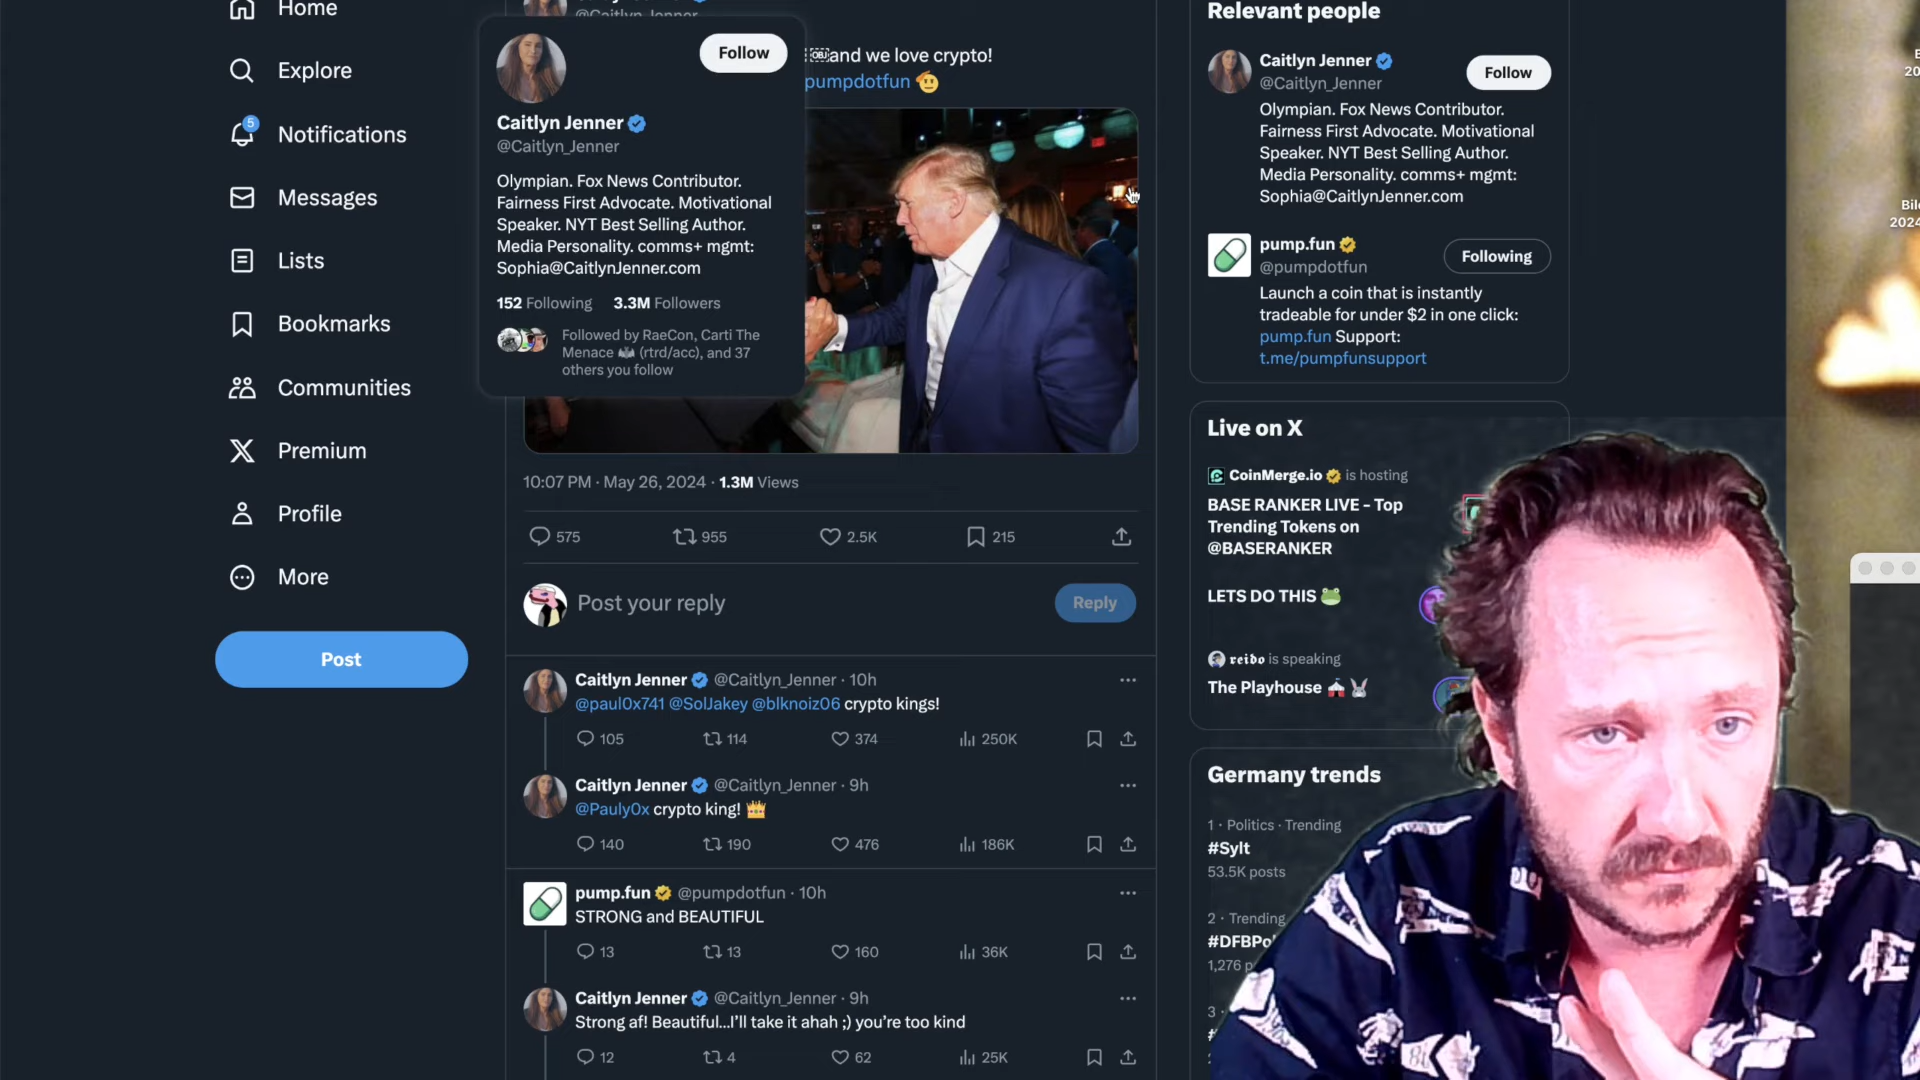 Home
Explore
5
Notifications
Messages
Lists
Bookmarks
Communities
Premium
Profile
More
Post
@Caitlyn_Jenner
Follow
Caitlyn Jenner
@Caitlyn_Jenner
Olympian. Fox News Contributor.
Fairness First Advocate. Motivational
Speaker. NYT Best Selling Author.
Media Personality. comms+ mgmt:
Sophia@CaitlynJenner.com
152 Following 3.3M Followers
Followed by RaeCon, Carti The
Menace 🦇 (rtrd/acc), and 37
others you follow
OBJ and we love crypto!
pumpdotfun 🫡
10:07 PM · May 26, 2024 · 1.3M Views
575 955 2.5K 215
Post your reply
Reply
Caitlyn Jenner @Caitlyn_Jenner · 10h
@paul0x741 @SolJakey @blknoiz06 crypto kings!
105 114 374 250K
Caitlyn Jenner @Caitlyn_Jenner · 9h
@Pauly0x crypto king! 👑
140 190 476 186K
pump.fun @pumpdotfun · 10h
STRONG and BEAUTIFUL
13 13 160 36K
Caitlyn Jenner @Caitlyn_Jenner · 9h
Strong af! Beautiful...I'll take it ahah ;) you're too kind
12 4 62 25K
Relevant people
Caitlyn Jenner
@Caitlyn_Jenner
Follow
Olympian. Fox News Contributor.
Fairness First Advocate. Motivational
Speaker. NYT Best Selling Author.
Media Personality. comms+ mgmt:
Sophia@CaitlynJenner.com
pump.fun
@pumpdotfun
Following
Launch a coin that is instantly
tradeable for under $2 in one click:
pump.fun Support:
t.me/pumpfunsupport
Live on X
CoinMerge.io is hosting
BASE RANKER LIVE - Top
Trending Tokens on
@BASERANKER
LETS DO THIS 🐸
reido is speaking
The Playhouse 🎪🐰
Germany trends
1 · Politics · Trending
#Sylt
53.5K posts
2 · Trending
#DFBPo
1,276 p
3 ·
#